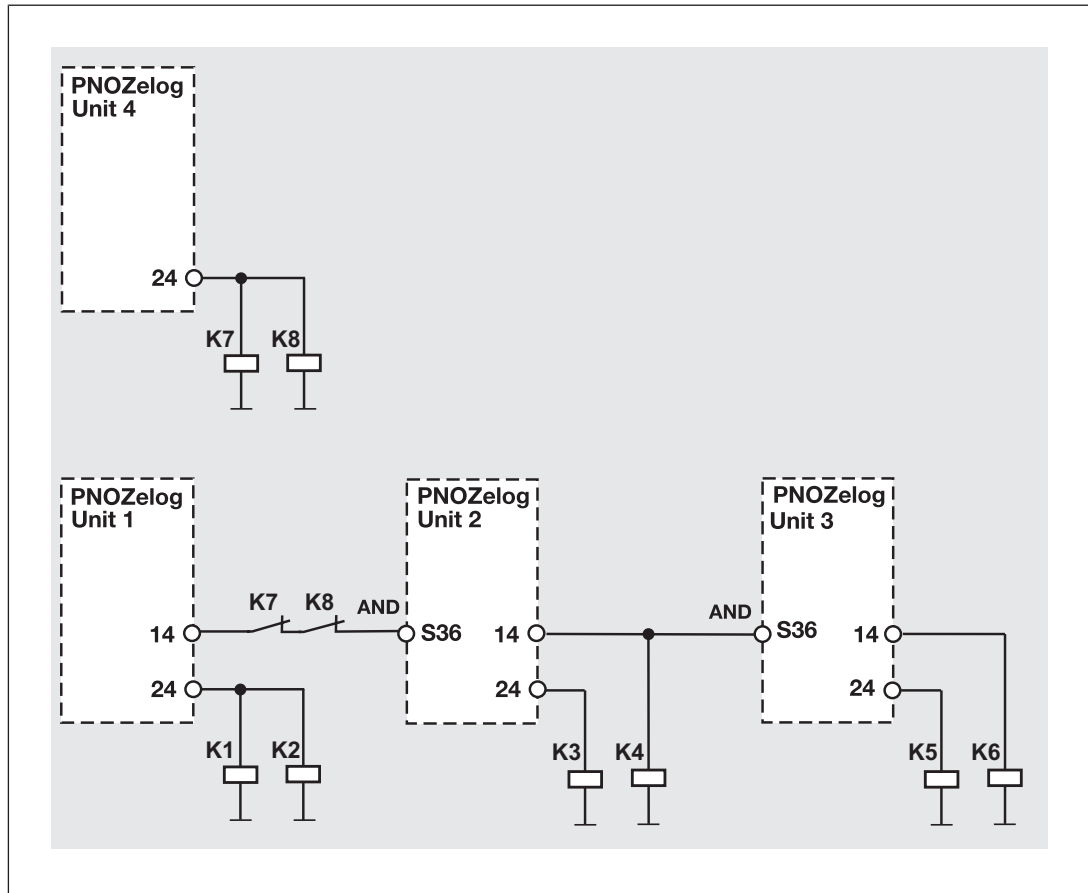 PNOZelog
Unit 4
24
K7 K8
PNOZelog
Unit 1
14
24
K1 K2
K7 K8
AND
PNOZelog
Unit 2
S36 14
24
K3 K4
AND
PNOZelog
Unit 3
S36 14
24
K5 K6